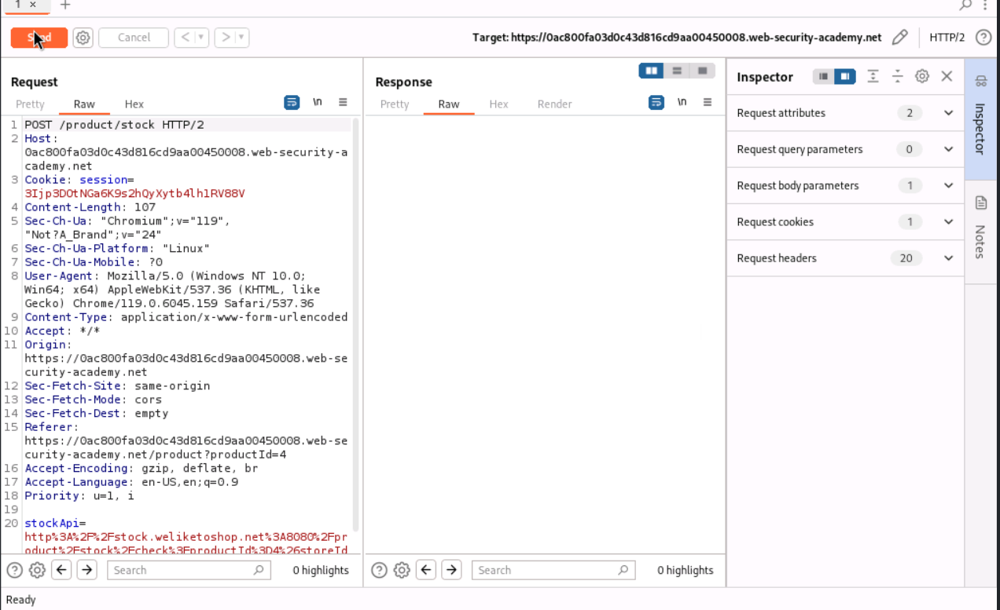 1 ×
+
Send
Cancel
<
>
Target: https://0ac800fa03d0c43d816cd9aa00450008.web-security-academy.net
HTTP/2
Request
Pretty
Raw
Hex
\n
1 POST /product/stock HTTP/2
2 Host:
0ac800fa03d0c43d816cd9aa00450008.web-security-a
cademy.net
3 Cookie: session=
3Ijp3DOtNGa6K9s2hQyXytb4lh1RV88V
4 Content-Length: 107
5 Sec-Ch-Ua: "Chromium";v="119",
"Not?A_Brand";v="24"
6 Sec-Ch-Ua-Platform: "Linux"
7 Sec-Ch-Ua-Mobile: ?0
8 User-Agent: Mozilla/5.0 (Windows NT 10.0;
Win64; x64) AppleWebKit/537.36 (KHTML, like
Gecko) Chrome/119.0.6045.159 Safari/537.36
9 Content-Type: application/x-www-form-urlencoded
10 Accept: */*
11 Origin:
https://0ac800fa03d0c43d816cd9aa00450008.web-se
curity-academy.net
12 Sec-Fetch-Site: same-origin
13 Sec-Fetch-Mode: cors
14 Sec-Fetch-Dest: empty
15 Referer:
https://0ac800fa03d0c43d816cd9aa00450008.web-se
curity-academy.net/product?productId=4
16 Accept-Encoding: gzip, deflate, br
17 Accept-Language: en-US,en;q=0.9
18 Priority: u=1, i
19
20 stockApi=
http%3A%2F%2Fstock.weliketoshop.net%3A8080%2Fpr
oduct%2Fstock%2Fcheck%3FproductId%3D4%26storeId
Search
0 highlights
Response
Pretty
Raw
Hex
Render
\n
Search
0 highlights
Inspector
Request attributes 2
Request query parameters 0
Request body parameters 1
Request cookies 1
Request headers 20
Inspector
Notes
Ready